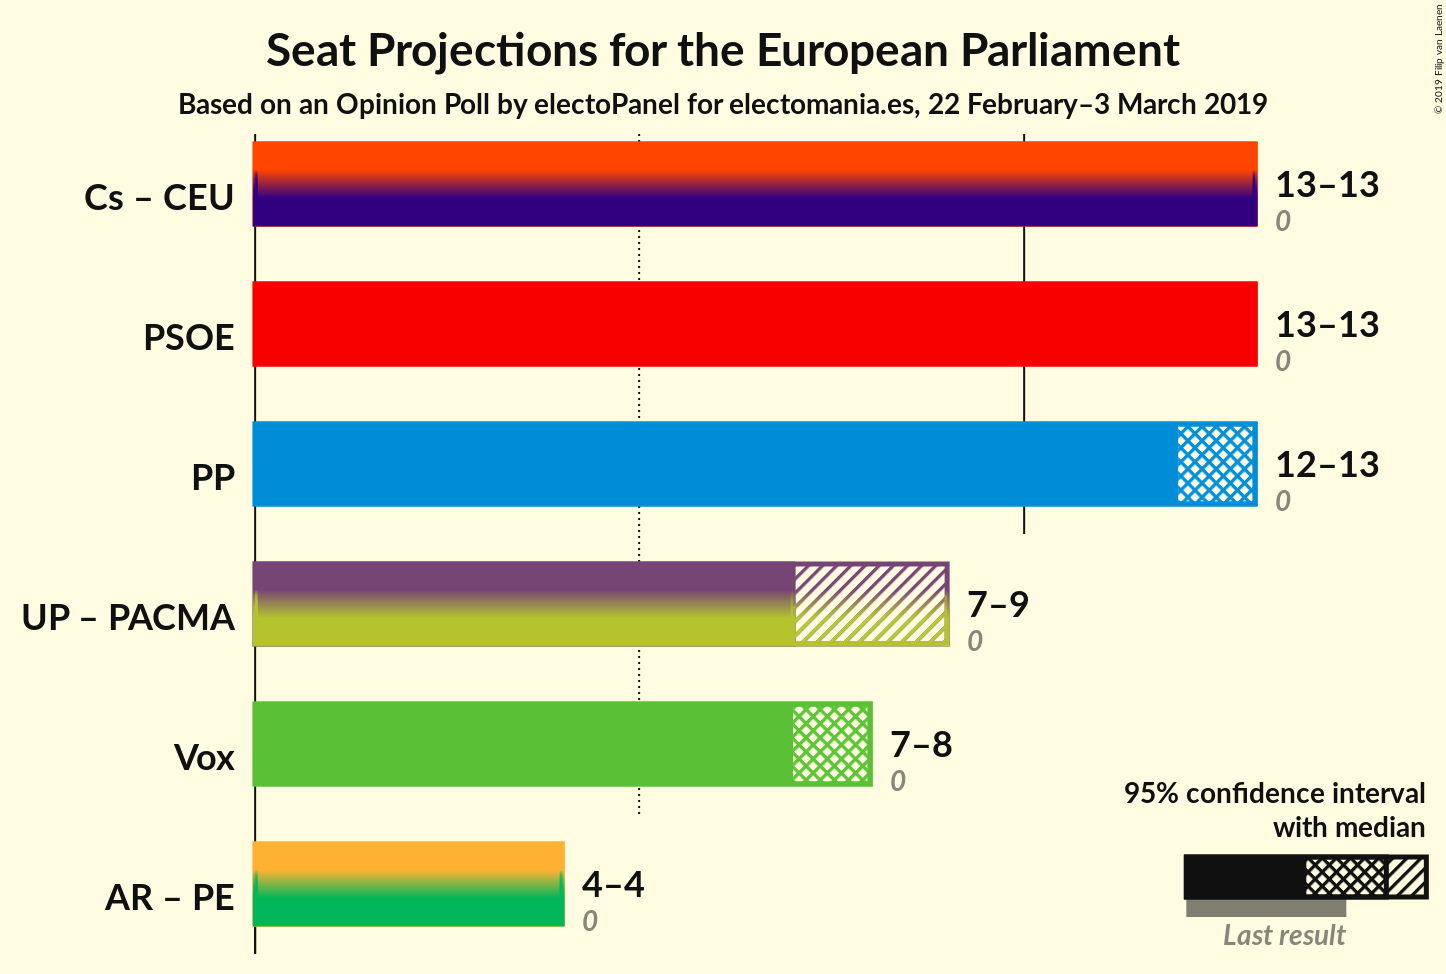 Seat Projections for the European Parliament
Based on an Opinion Poll by electoPanel for electomania.es, 22 February–3 March 2019
© 2019 Filip van Laenen
Cs – CEU
13–13
0
PSOE
13–13
0
PP
12–13
0
UP – PACMA
7–9
0
Vox
7–8
0
AR – PE
4–4
0
95% confidence interval
with median
Last result